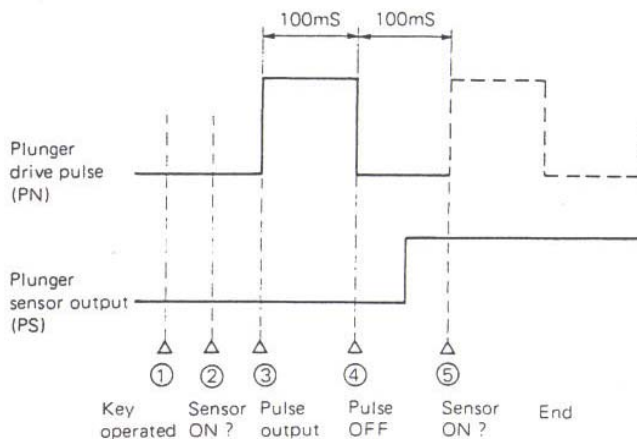 100mS 100mS
Plunger
drive pulse
(PN)
Plunger
sensor output
(PS)
① ② ③ ④ ⑤
Key Sensor Pulse Pulse Sensor End
operated ON ? output OFF ON ?